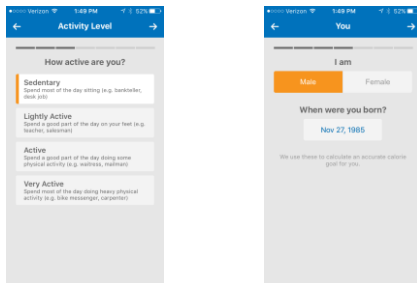 Verizon 1:49 PM 52%
Activity Level
How active are you?
Sedentary
Spend most of the day sitting (e.g. bankteller,
desk job)
Lightly Active
Spend a good part of the day on your feet (e.g.
teacher, salesman)
Active
Spend a good part of the day doing some
physical activity (e.g. waitress, mailman)
Very Active
Spend most of the day doing heavy physical
activity (e.g. bike messenger, carpenter)
Verizon 1:49 PM 52%
You
I am
Male Female
When were you born?
Nov 27, 1985
We use these to calculate an accurate calorie
goal for you.